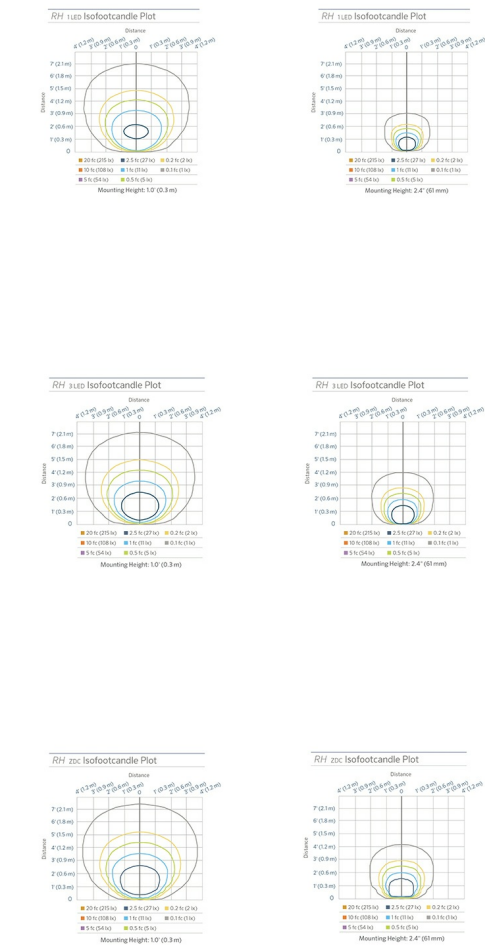 RH 1 LED Isofootcandle Plot
Distance
4' (1.2 m) 3' (0.9 m) 2' (0.6 m) 1' (0.3 m) 0 1' (0.3 m) 2' (0.6 m) 3' (0.9 m) 4' (1.2 m)
Distance
7' (2.1 m)
6' (1.8 m)
5' (1.5 m)
4' (1.2 m)
3' (0.9 m)
2' (0.6 m)
1' (0.3 m)
0
20 fc (215 lx) 2.5 fc (27 lx) 0.2 fc (2 lx)
10 fc (108 lx) 1 fc (11 lx) 0.1 fc (1 lx)
5 fc (54 lx) 0.5 fc (5 lx)
Mounting Height: 1.0' (0.3 m)
RH 1 LED Isofootcandle Plot
Distance
4' (1.2 m) 3' (0.9 m) 2' (0.6 m) 1' (0.3 m) 0 1' (0.3 m) 2' (0.6 m) 3' (0.9 m) 4' (1.2 m)
Distance
7' (2.1 m)
6' (1.8 m)
5' (1.5 m)
4' (1.2 m)
3' (0.9 m)
2' (0.6 m)
1' (0.3 m)
0
20 fc (215 lx) 2.5 fc (27 lx) 0.2 fc (2 lx)
10 fc (108 lx) 1 fc (11 lx) 0.1 fc (1 lx)
5 fc (54 lx) 0.5 fc (5 lx)
Mounting Height: 2.4" (61 mm)
RH 3 LED Isofootcandle Plot
Distance
4' (1.2 m) 3' (0.9 m) 2' (0.6 m) 1' (0.3 m) 0 1' (0.3 m) 2' (0.6 m) 3' (0.9 m) 4' (1.2 m)
Distance
7' (2.1 m)
6' (1.8 m)
5' (1.5 m)
4' (1.2 m)
3' (0.9 m)
2' (0.6 m)
1' (0.3 m)
0
20 fc (215 lx) 2.5 fc (27 lx) 0.2 fc (2 lx)
10 fc (108 lx) 1 fc (11 lx) 0.1 fc (1 lx)
5 fc (54 lx) 0.5 fc (5 lx)
Mounting Height: 1.0' (0.3 m)
RH 3 LED Isofootcandle Plot
Distance
4' (1.2 m) 3' (0.9 m) 2' (0.6 m) 1' (0.3 m) 0 1' (0.3 m) 2' (0.6 m) 3' (0.9 m) 4' (1.2 m)
Distance
7' (2.1 m)
6' (1.8 m)
5' (1.5 m)
4' (1.2 m)
3' (0.9 m)
2' (0.6 m)
1' (0.3 m)
0
20 fc (215 lx) 2.5 fc (27 lx) 0.2 fc (2 lx)
10 fc (108 lx) 1 fc (11 lx) 0.1 fc (1 lx)
5 fc (54 lx) 0.5 fc (5 lx)
Mounting Height: 2.4" (61 mm)
RH ZDC Isofootcandle Plot
Distance
4' (1.2 m) 3' (0.9 m) 2' (0.6 m) 1' (0.3 m) 0 1' (0.3 m) 2' (0.6 m) 3' (0.9 m) 4' (1.2 m)
Distance
7' (2.1 m)
6' (1.8 m)
5' (1.5 m)
4' (1.2 m)
3' (0.9 m)
2' (0.6 m)
1' (0.3 m)
0
20 fc (215 lx) 2.5 fc (27 lx) 0.2 fc (2 lx)
10 fc (108 lx) 1 fc (11 lx) 0.1 fc (1 lx)
5 fc (54 lx) 0.5 fc (5 lx)
Mounting Height: 1.0' (0.3 m)
RH ZDC Isofootcandle Plot
Distance
4' (1.2 m) 3' (0.9 m) 2' (0.6 m) 1' (0.3 m) 0 1' (0.3 m) 2' (0.6 m) 3' (0.9 m) 4' (1.2 m)
Distance
7' (2.1 m)
6' (1.8 m)
5' (1.5 m)
4' (1.2 m)
3' (0.9 m)
2' (0.6 m)
1' (0.3 m)
0
20 fc (215 lx) 2.5 fc (27 lx) 0.2 fc (2 lx)
10 fc (108 lx) 1 fc (11 lx) 0.1 fc (1 lx)
5 fc (54 lx) 0.5 fc (5 lx)
Mounting Height: 2.4" (61 mm)